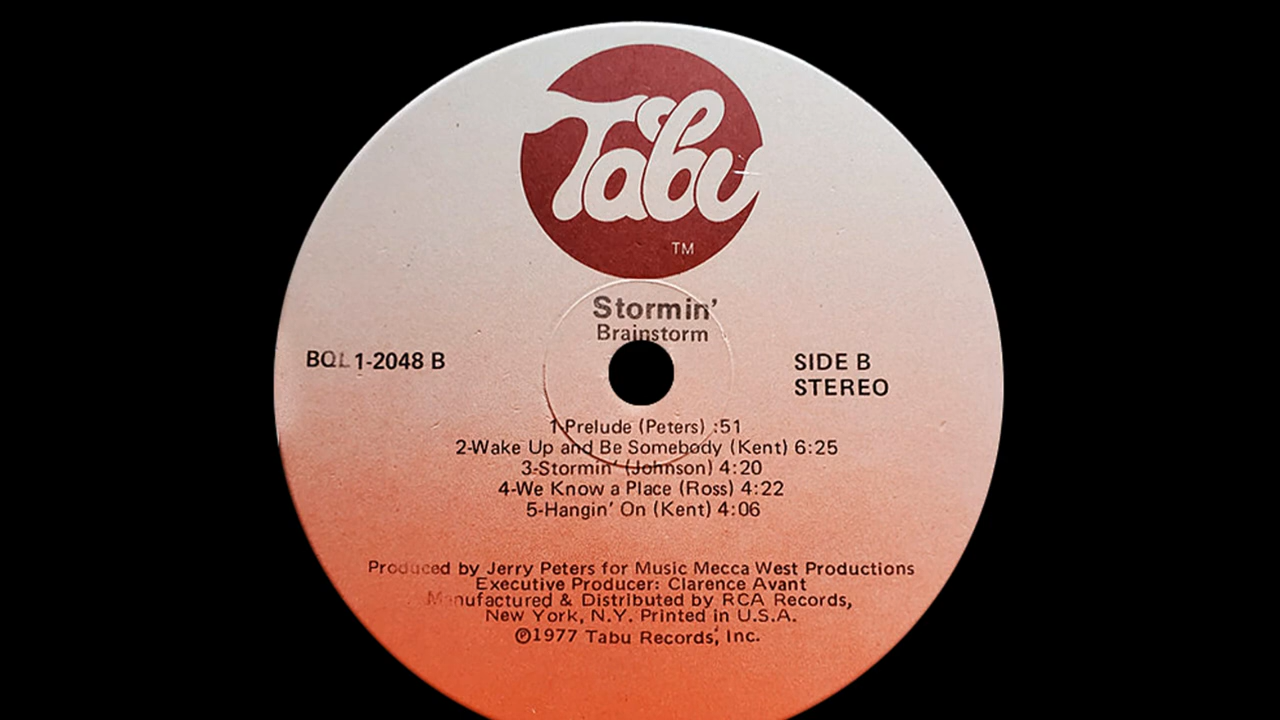 Tabu
TM
Stormin'
Brainstorm
BQL1-2048 B
SIDE B
STEREO
1 Prelude (Peters) :51
2-Wake Up and Be Somebody (Kent) 6:25
3-Stormin' (Johnson) 4:20
4-We Know a Place (Ross) 4:22
5-Hangin' On (Kent) 4:06
Produced by Jerry Peters for Music Mecca West Productions
Executive Producer: Clarence Avant
Manufactured & Distributed by RCA Records,
New York, N.Y. Printed in U.S.A.
℗1977 Tabu Records, Inc.